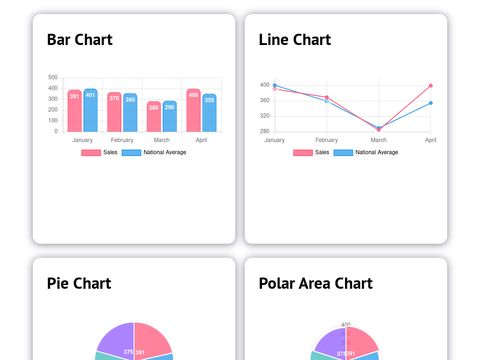 Bar Chart
500
400
300
200
100
0
391 401 370 360 285 290 400 355
January February March April
Sales National Average
Line Chart
400
360
320
280
January February March April
Sales National Average
Pie Chart
375 391
Polar Area Chart
400
375 391